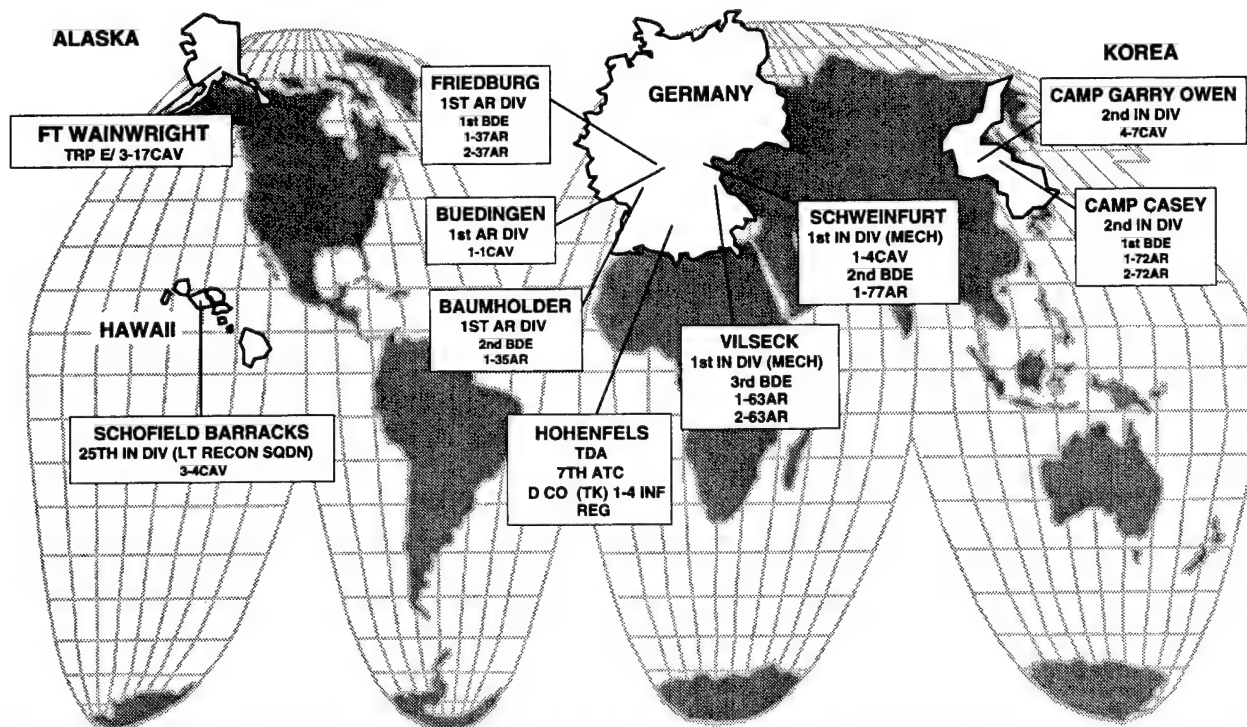 ALASKA
FT WAINWRIGHT
TRP E/ 3-17CAV
HAWAII
SCHOFIELD BARRACKS
25TH IN DIV (LT RECON SQDN)
3-4CAV
FRIEDBURG
1ST AR DIV
1st BDE
1-37AR
2-37AR
BUEDINGEN
1st AR DIV
1-1CAV
BAUMHOLDER
1ST AR DIV
2nd BDE
1-35AR
HOHENFELS
TDA
7TH ATC
D CO (TK) 1-4 INF
REG
GERMANY
SCHWEINFURT
1st IN DIV (MECH)
1-4CAV
2nd BDE
1-77AR
VILSECK
1st IN DIV (MECH)
3rd BDE
1-63AR
2-63AR
KOREA
CAMP GARRY OWEN
2nd IN DIV
4-7CAV
CAMP CASEY
2nd IN DIV
1st BDE
1-72AR
2-72AR